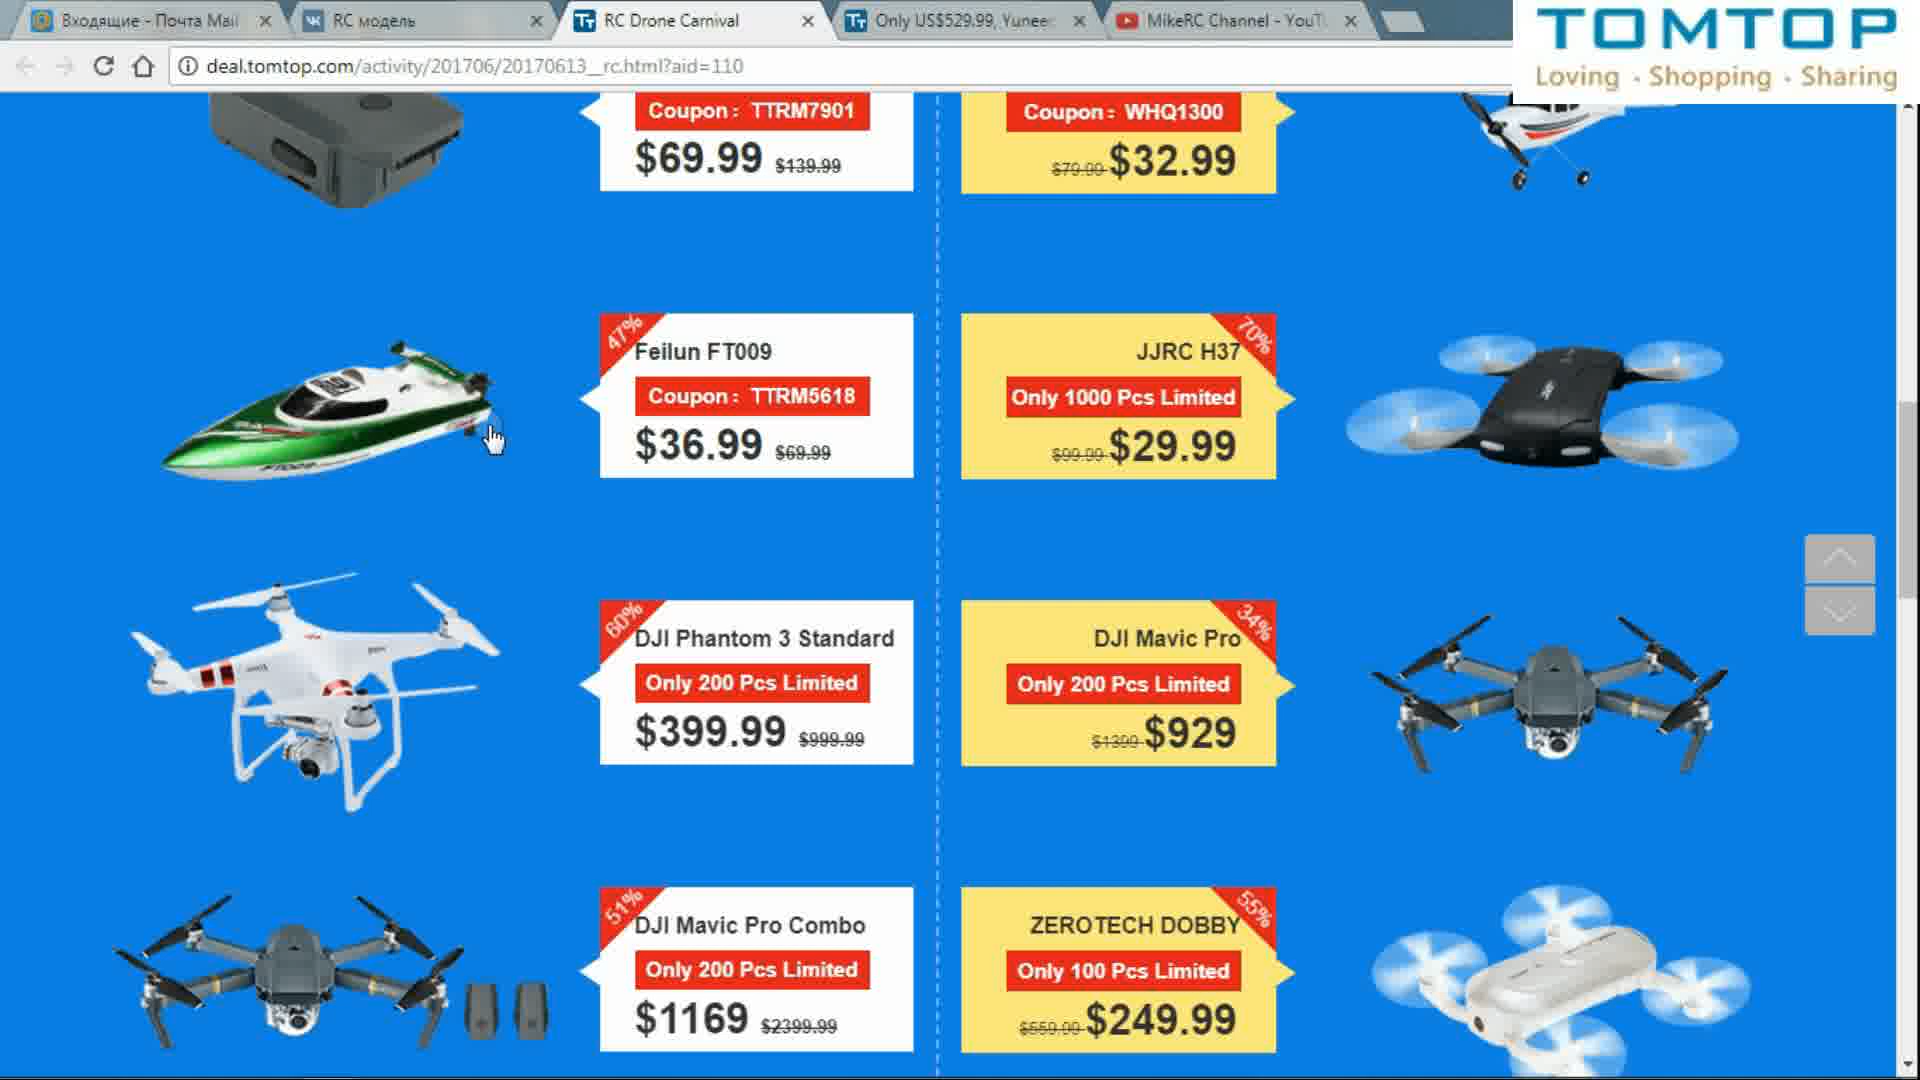 Входящие - Почта Mail
RC модель
RC Drone Carnival
Only US$529.99, Yunee
MikeRC Channel - YouTu
TOMTOP
Loving · Shopping · Sharing
deal.tomtop.com/activity/201706/20170613__rc.html?aid=110
Coupon: TTRM7901
$69.99 $139.99
Coupon: WHQ1300
$79.99 $32.99
47%
Feilun FT009
Coupon: TTRM5618
$36.99 $69.99
70%
JJRC H37
Only 1000 Pcs Limited
$99.99 $29.99
FT009
60%
DJI Phantom 3 Standard
Only 200 Pcs Limited
$399.99 $999.99
34%
DJI Mavic Pro
Only 200 Pcs Limited
$1399 $929
51%
DJI Mavic Pro Combo
Only 200 Pcs Limited
$1169 $2399.99
55%
ZEROTECH DOBBY
Only 100 Pcs Limited
$559.99 $249.99